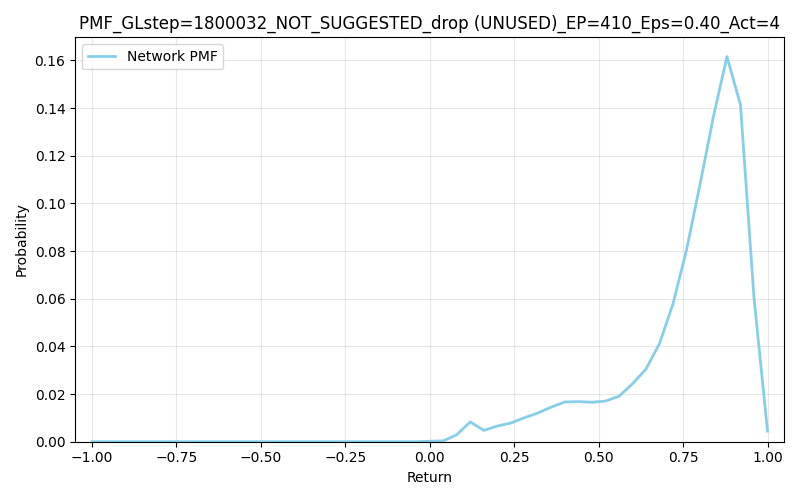 PMF_GLstep=1800032_NOT_SUGGESTED_drop (UNUSED)_EP=410_Eps=0.40_Act=4
Network PMF
0.16
0.14
0.12
0.10
0.08
0.06
0.04
0.02
0.00
Probability
−1.00 −0.75 −0.50 −0.25 0.00 0.25 0.50 0.75 1.00
Return